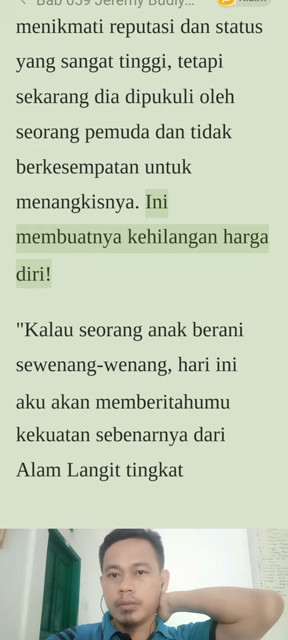 menikmati reputasi dan status
yang sangat tinggi, tetapi
sekarang dia dipukuli oleh
seorang pemuda dan tidak
berkesempatan untuk
menangkisnya. Ini
membuatnya kehilangan harga
diri!
"Kalau seorang anak berani
sewenang-wenang, hari ini
aku akan memberitahumu
kekuatan sebenarnya dari
Alam Langit tingkat